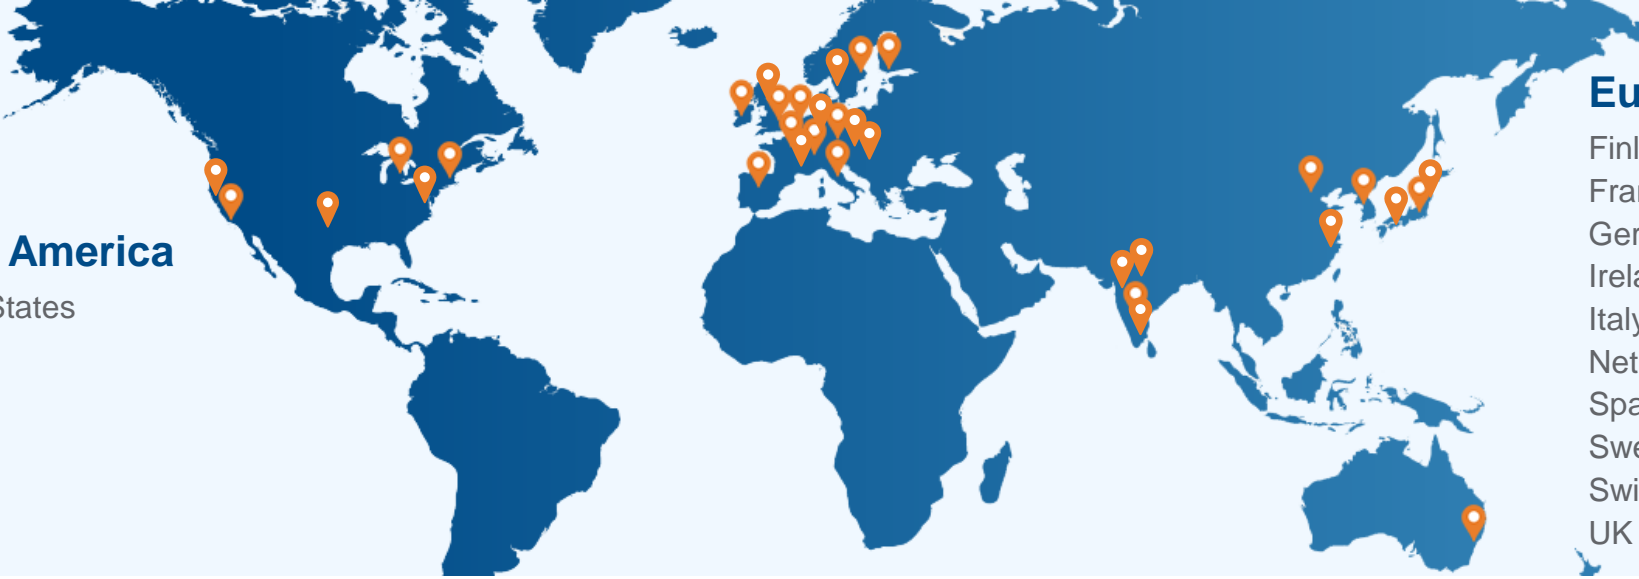 America
States
Eu
Finl
Fran
Ger
Irela
Italy
Net
Spa
Swe
Swi
UK